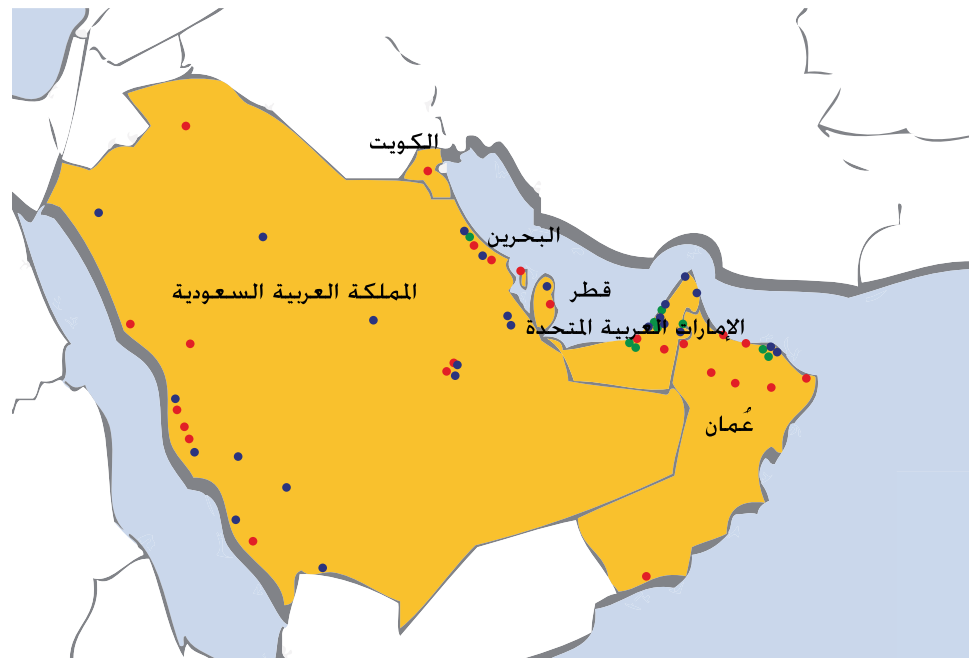 الكويت
البحرين
المملكة العربية السعودية
قطر
الإمارات العربية المتحدة
عُمان